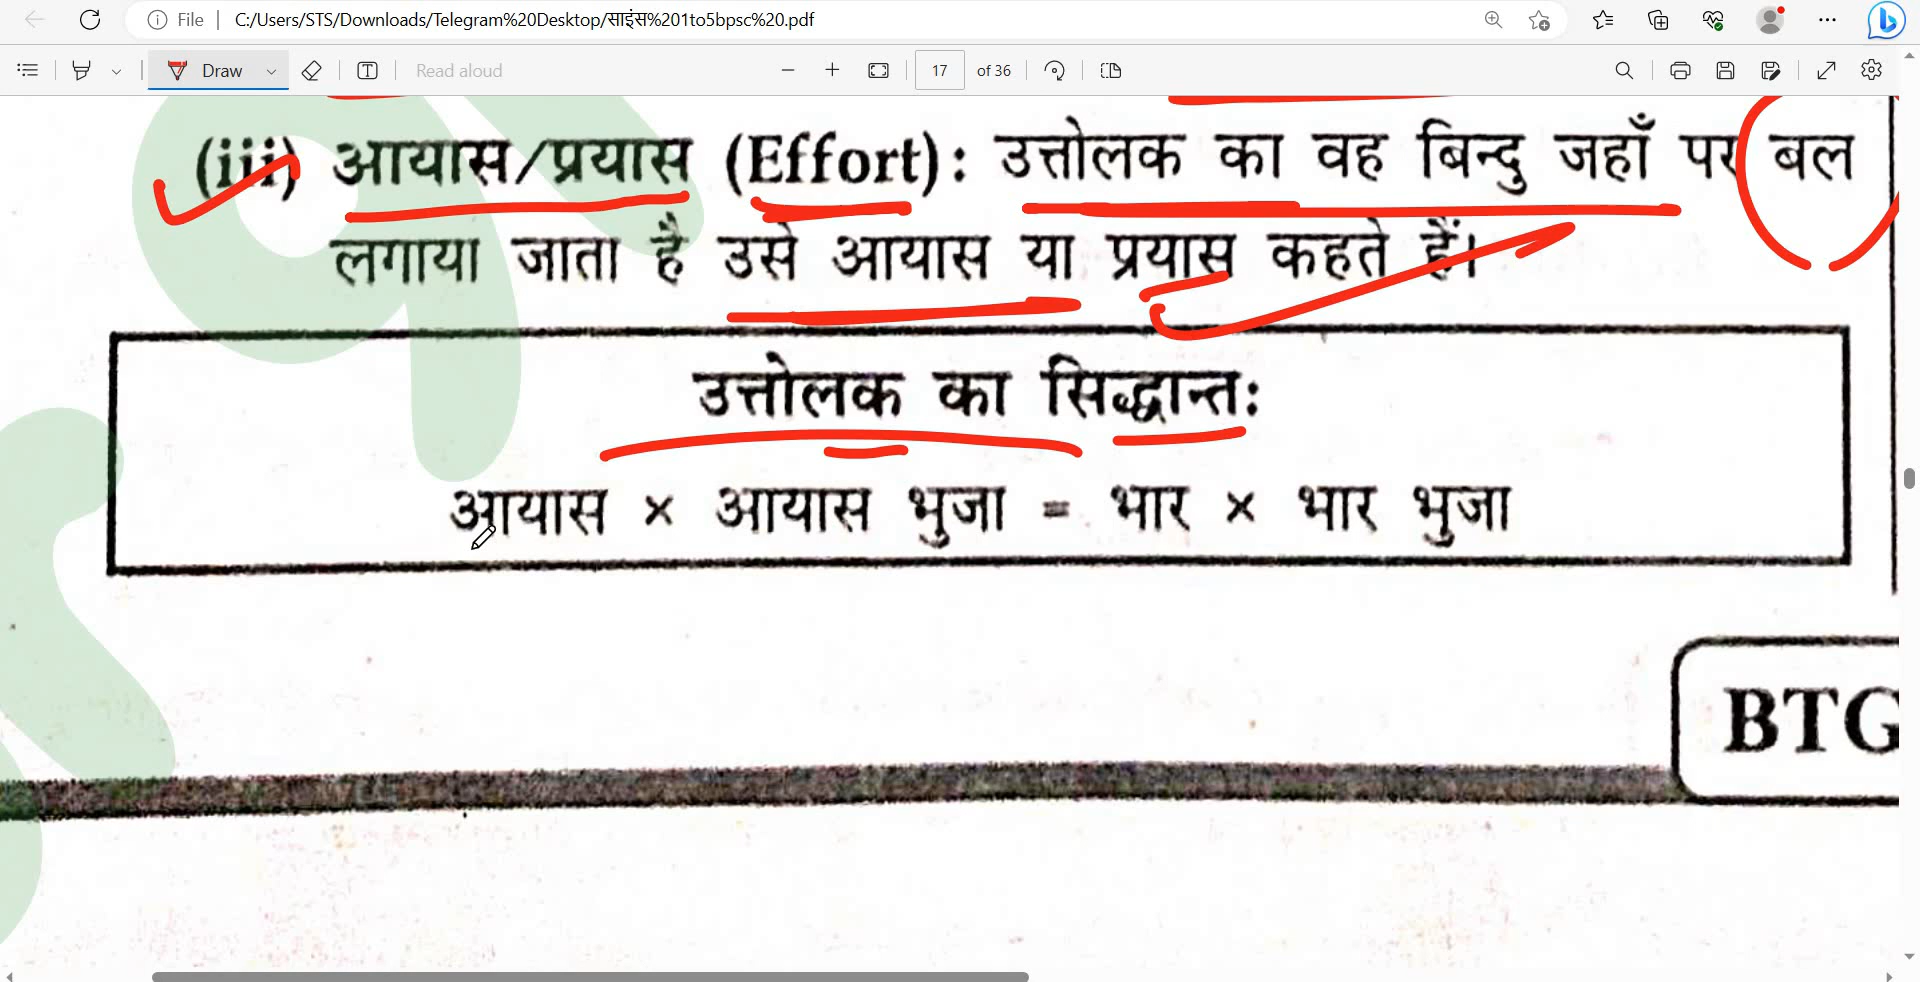 File | C:/Users/STS/Downloads/Telegram%20Desktop/साइंस%201to5bpsc%20.pdf
Draw Read aloud 17 of 36
(iii) आयास/प्रयास (Effort): उत्तोलक का वह बिन्दु जहाँ पर बल
लगाया जाता है उसे आयास या प्रयास कहते हैं।
उत्तोलक का सिद्धान्त:
आयास × आयास भुजा = भार × भार भुजा
BTG